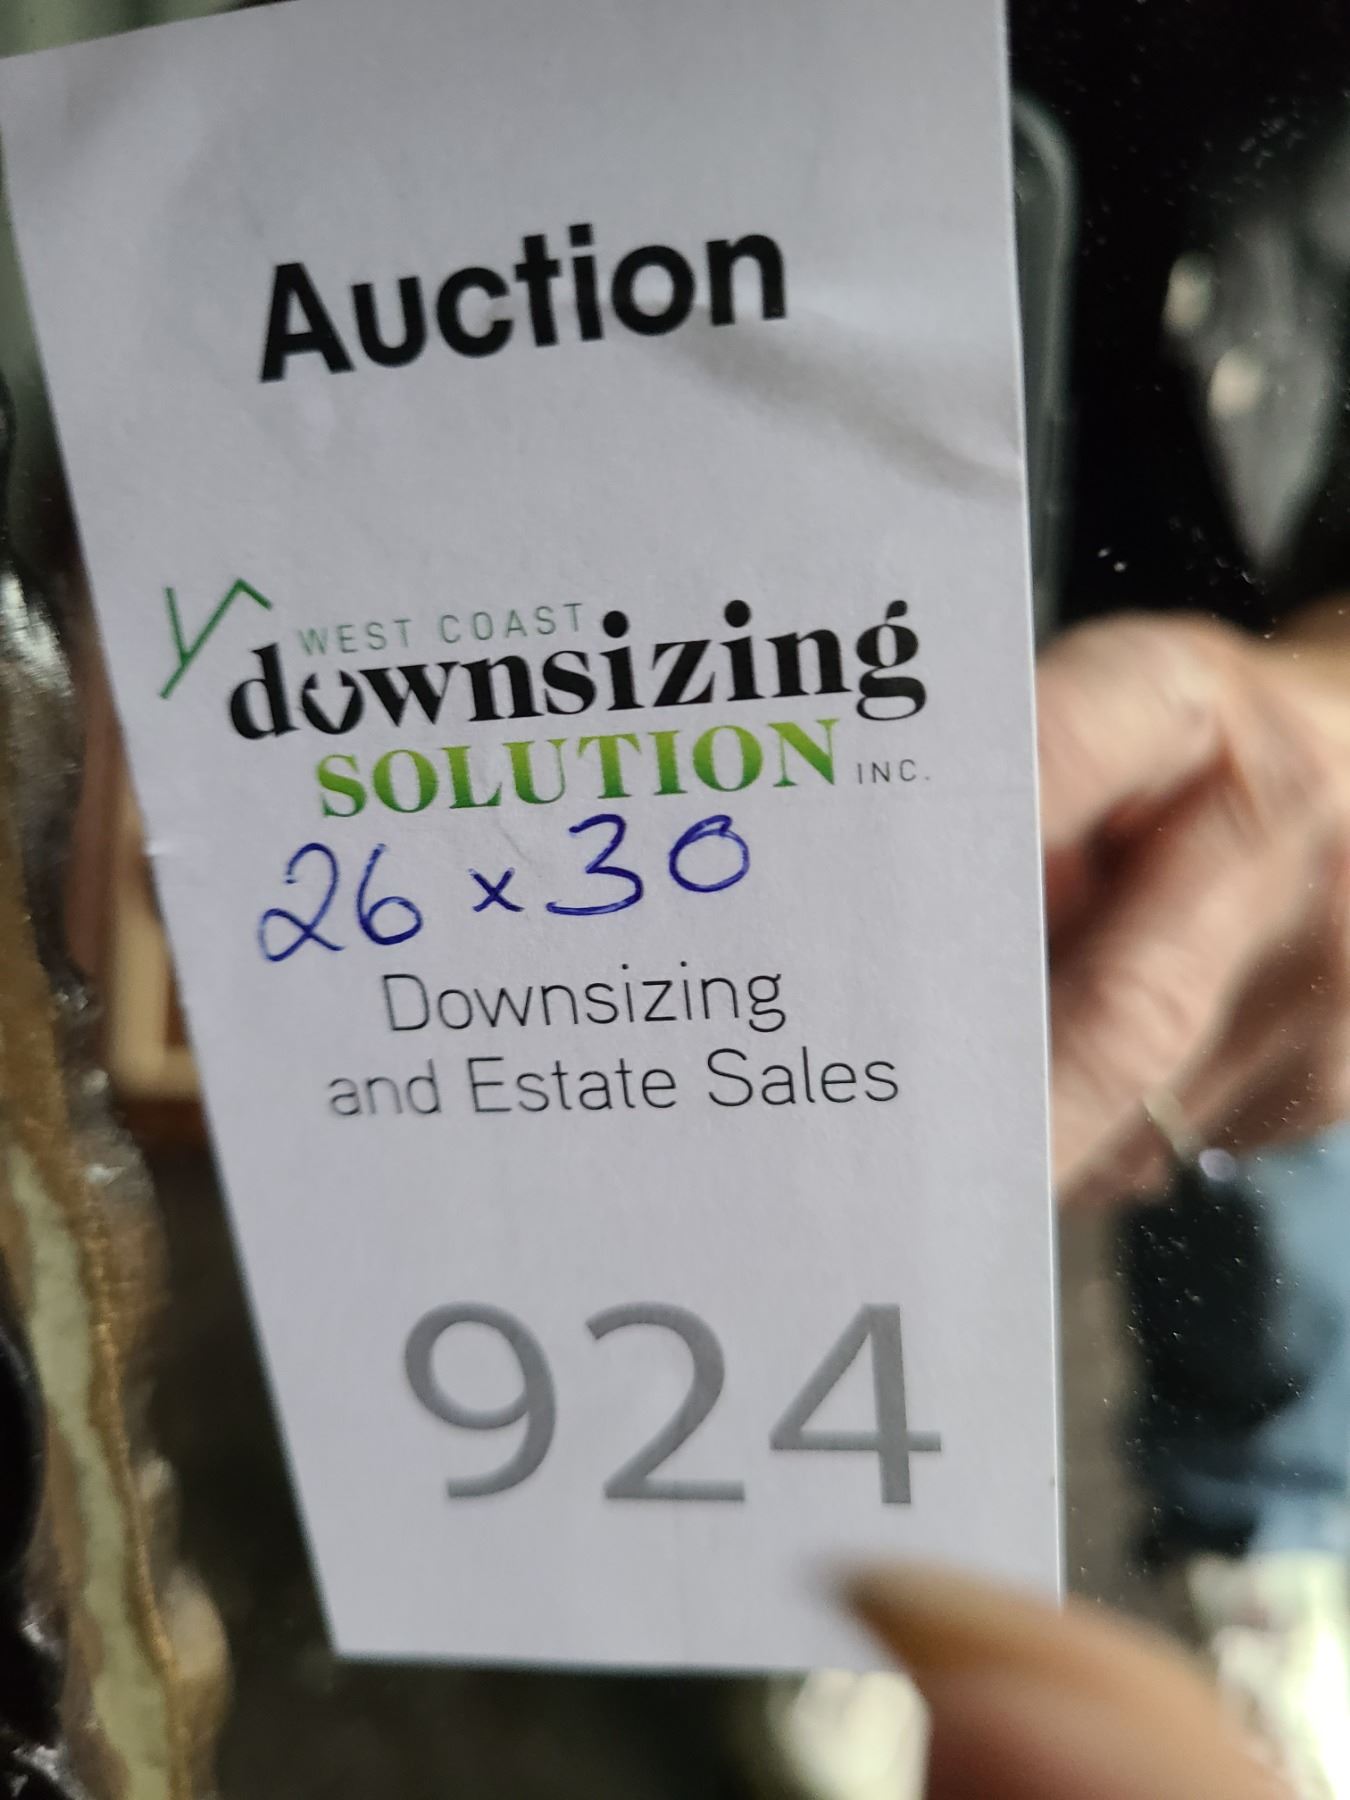 Auction
WEST COAST
downsizing
SOLUTION INC.
26 x 30
Downsizing
and Estate Sales
924